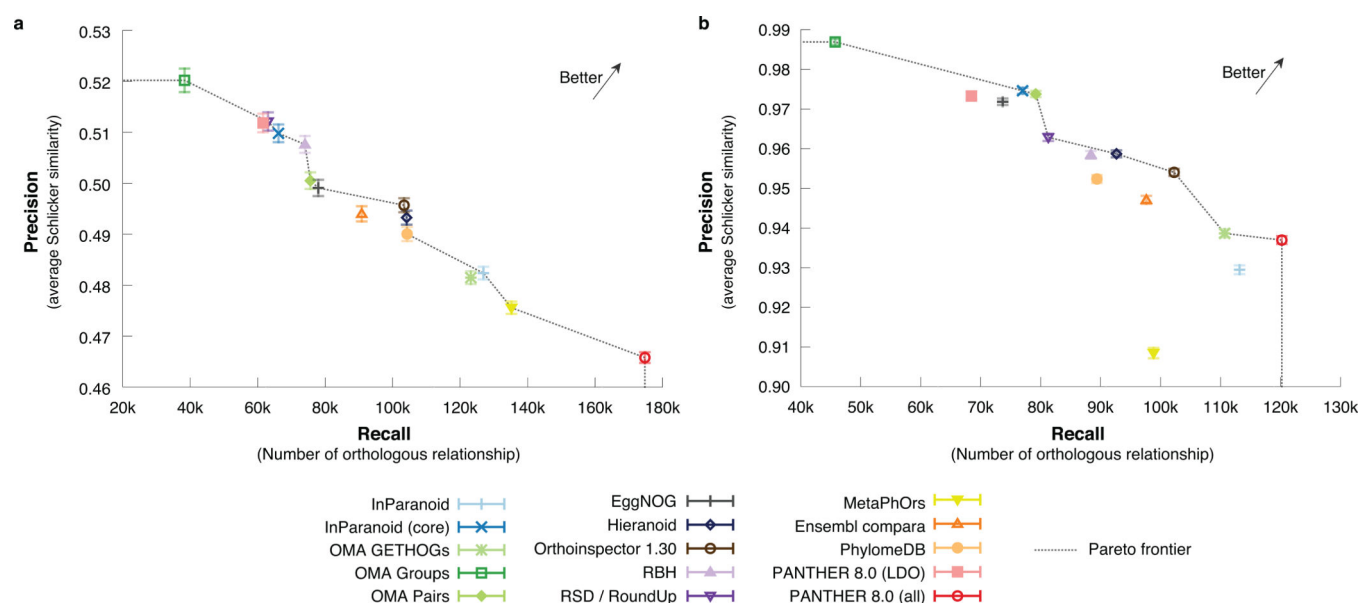 a
0.53
0.52
0.51
0.50
0.49
0.48
0.47
0.46
Precision
(average Schlicker similarity)
Better
20k 40k 60k 80k 100k 120k 140k 160k 180k
Recall
(Number of orthologous relationship)
b
0.99
0.98
0.97
0.96
0.95
0.94
0.93
0.92
0.91
0.90
Precision
(average Schlicker similarity)
Better
40k 50k 60k 70k 80k 90k 100k 110k 120k 130k
Recall
(Number of orthologous relationship)
InParanoid
InParanoid (core)
OMA GETHOGs
OMA Groups
OMA Pairs
EggNOG
Hieranoid
Orthoinspector 1.30
RBH
RSD / RoundUp
MetaPhOrs
Ensembl compara
PhylomeDB
PANTHER 8.0 (LDO)
PANTHER 8.0 (all)
Pareto frontier